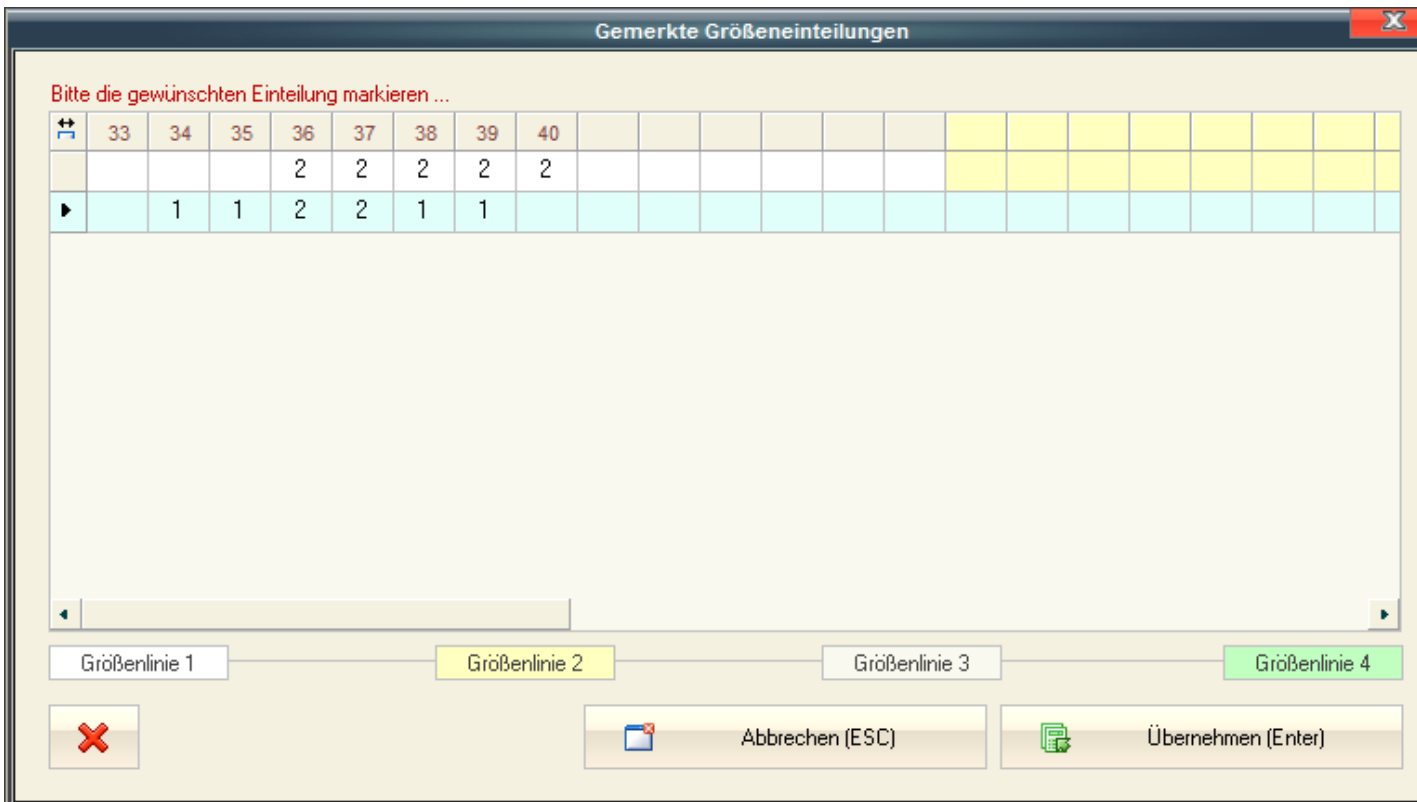 Gemerkte Größeneinteilungen
Bitte die gewünschten Einteilung markieren ...
33 34 35 36 37 38 39 40
2 2 2 2 2
1 1 2 2 1 1
Größenlinie 1 Größenlinie 2 Größenlinie 3 Größenlinie 4
Abbrechen (ESC) Übernehmen (Enter)